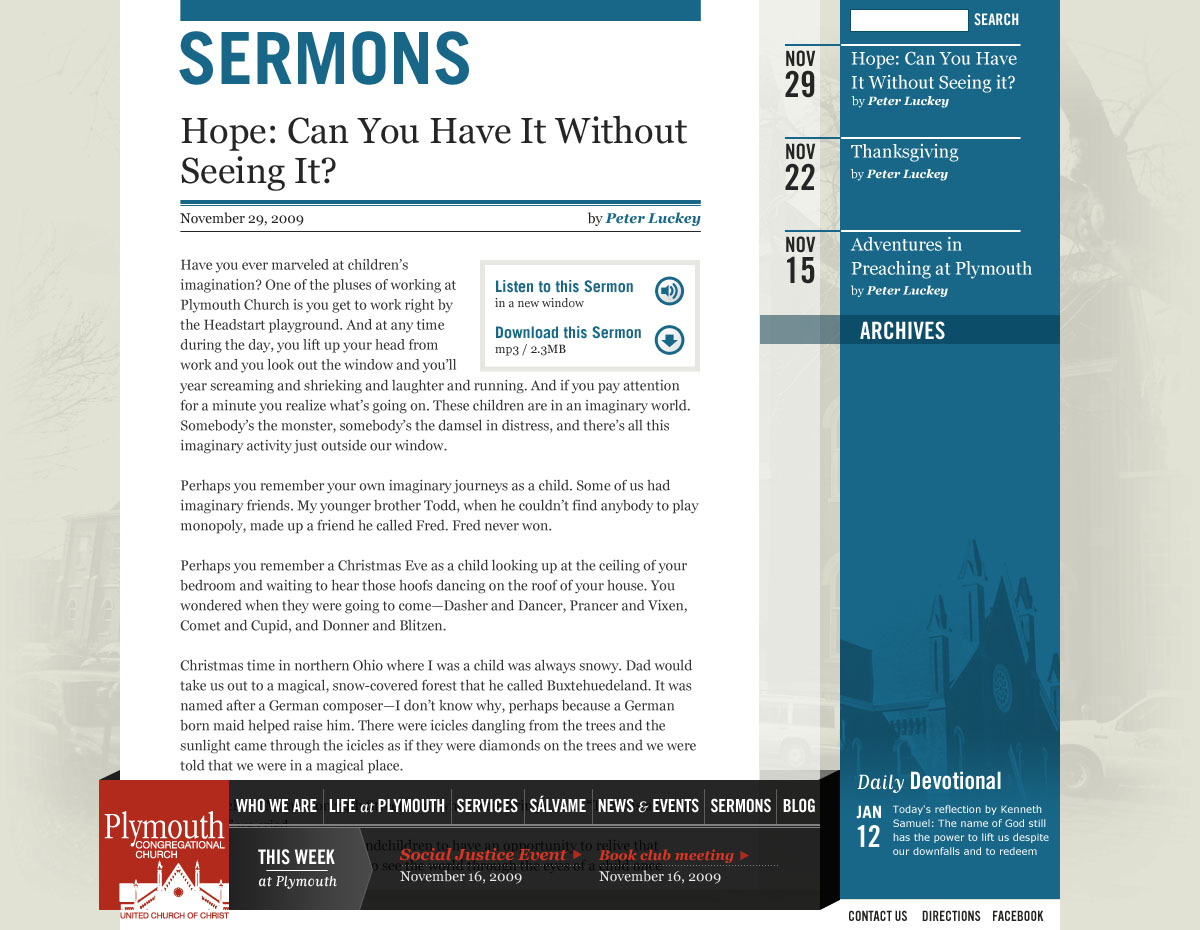 SERMONS
Hope: Can You Have It Without
Seeing It?
November 29, 2009
by Peter Luckey
Have you ever marveled at children's
imagination? One of the pluses of working at
Plymouth Church is you get to work right by
the Headstart playground. And at any time
during the day, you lift up your head from
work and you look out the window and you'll
year screaming and shrieking and laughter and running. And if you pay attention
for a minute you realize what's going on. These children are in an imaginary world.
Somebody's the monster, somebody's the damsel in distress, and there's all this
imaginary activity just outside our window.
Listen to this Sermon
in a new window
Download this Sermon
mp3 / 2.3MB
Perhaps you remember your own imaginary journeys as a child. Some of us had
imaginary friends. My younger brother Todd, when he couldn't find anybody to play
monopoly, made up a friend he called Fred. Fred never won.
Perhaps you remember a Christmas Eve as a child looking up at the ceiling of your
bedroom and waiting to hear those hoofs dancing on the roof of your house. You
wondered when they were going to come—Dasher and Dancer, Prancer and Vixen,
Comet and Cupid, and Donner and Blitzen.
Christmas time in northern Ohio where I was a child was always snowy. Dad would
take us out to a magical, snow-covered forest that he called Buxtehuedeland. It was
named after a German composer—I don't know why, perhaps because a German
born maid helped raise him. There were icicles dangling from the trees and the
sunlight came through the icicles as if they were diamonds on the trees and we were
told that we were in a magical place.
SEARCH
NOV
29
Hope: Can You Have
It Without Seeing it?
by Peter Luckey
NOV
22
Thanksgiving
by Peter Luckey
NOV
15
Adventures in
Preaching at Plymouth
by Peter Luckey
ARCHIVES
Daily Devotional
JAN
12
Today's reflection by Kenneth
Samuel: The name of God still
has the power to lift us despite
our downfalls and to redeem
Plymouth
CONGREGATIONAL
CHURCH
UNITED CHURCH OF CHRIST
WHO WE ARE LIFE at PLYMOUTH SERVICES SÁLVAME NEWS & EVENTS SERMONS BLOG
THIS WEEK
at Plymouth
Social Justice Event
November 16, 2009
Book club meeting
November 16, 2009
to have an opportunity to relive that
CONTACT US DIRECTIONS FACEBOOK